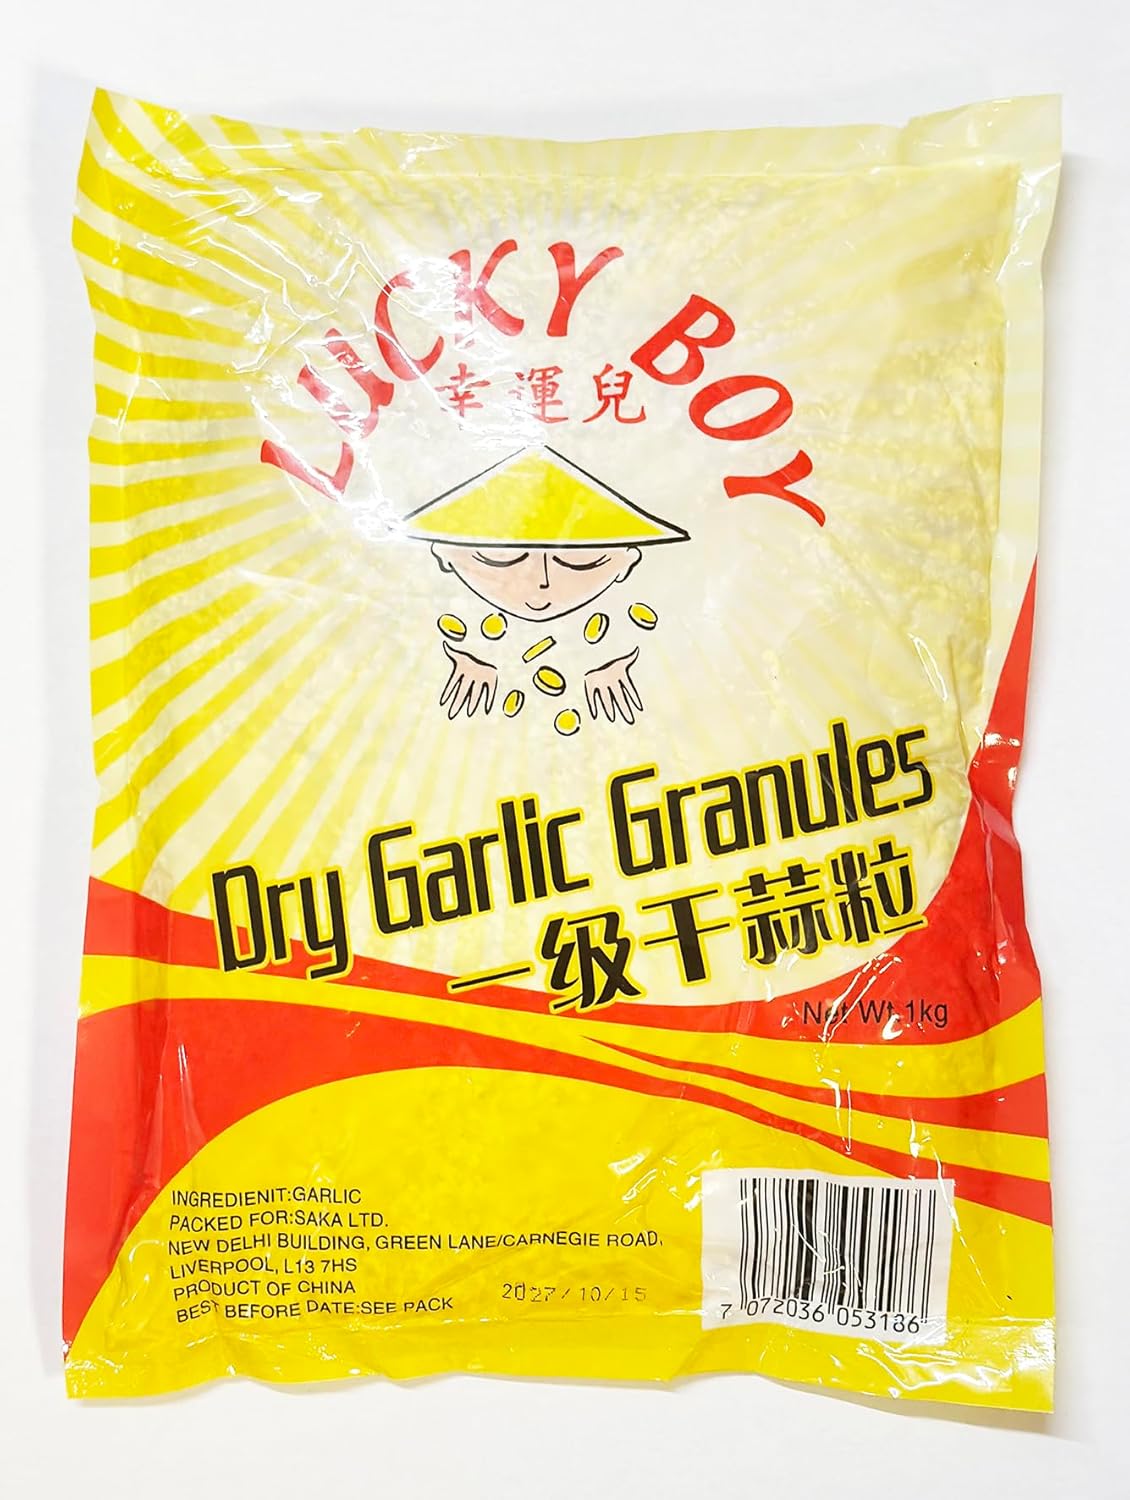 LUCKY BOY
幸運兒
Dry Garlic Granules
一级干蒜粒
Net Wt.1kg
INGREDIENIT:GARLIC
PACKED FOR:SAKA LTD.
NEW DELHI BUILDING, GREEN LANE/CARNEGIE ROAD,
LIVERPOOL, L13 7HS
PRODUCT OF CHINA
BEST BEFORE DATE:SEE PACK
2027/10/15
7 072036 053186